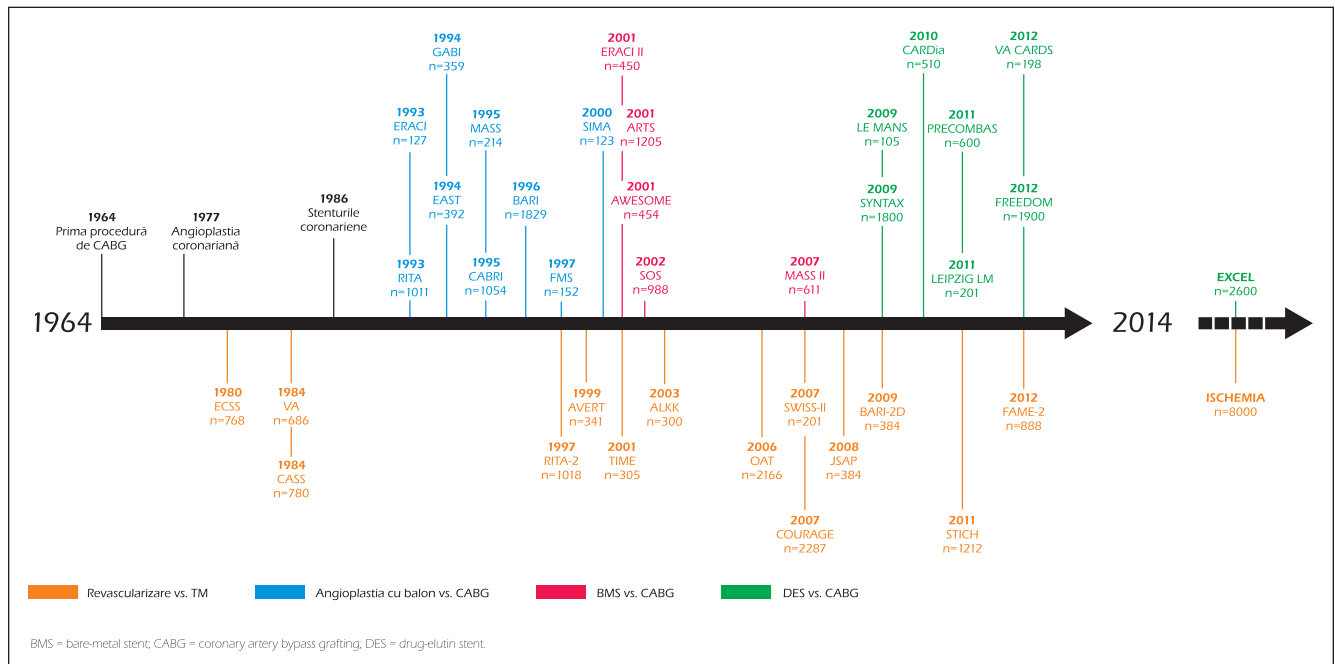 1994
GABI
n=359
2001
ERACI II
n=450
2010
CARDia
n=510
2012
VA CARDS
n=198
1993
ERACI
n=127
1995
MASS
n=214
2000
SIMA
n=123
2001
ARTS
n=1205
2009
LE MANS
n=105
2011
PRECOMBAS
n=600
1964
Prima procedură
de CABG
1977
Angioplastia
coronariană
1986
Stenturile
coronariene
1994
EAST
n=392
1996
BARI
n=1829
2001
AWESOME
n=454
2009
SYNTAX
n=1800
2012
FREEDOM
n=1900
1993
RITA
n=1011
1995
CABRI
n=1054
1997
FMS
n=152
2002
SOS
n=988
2007
MASS II
n=611
2011
LEIPZIG LM
n=201
EXCEL
n=2600
1964
2014
1980
ECSS
n=768
1984
VA
n=686
1999
AVERT
n=341
2003
ALKK
n=300
2007
SWISS-II
n=201
2009
BARI-2D
n=384
2012
FAME-2
n=888
ISCHEMIA
n=8000
1984
CASS
n=780
1997
RITA-2
n=1018
2001
TIME
n=305
2006
OAT
n=2166
2008
JSAP
n=384
2007
COURAGE
n=2287
2011
STICH
n=1212
Revascularizare vs. TM
Angioplastia cu balon vs. CABG
BMS vs. CABG
DES vs. CABG
BMS = bare-metal stent; CABG = coronary artery bypass grafting; DES = drug-elutin stent.